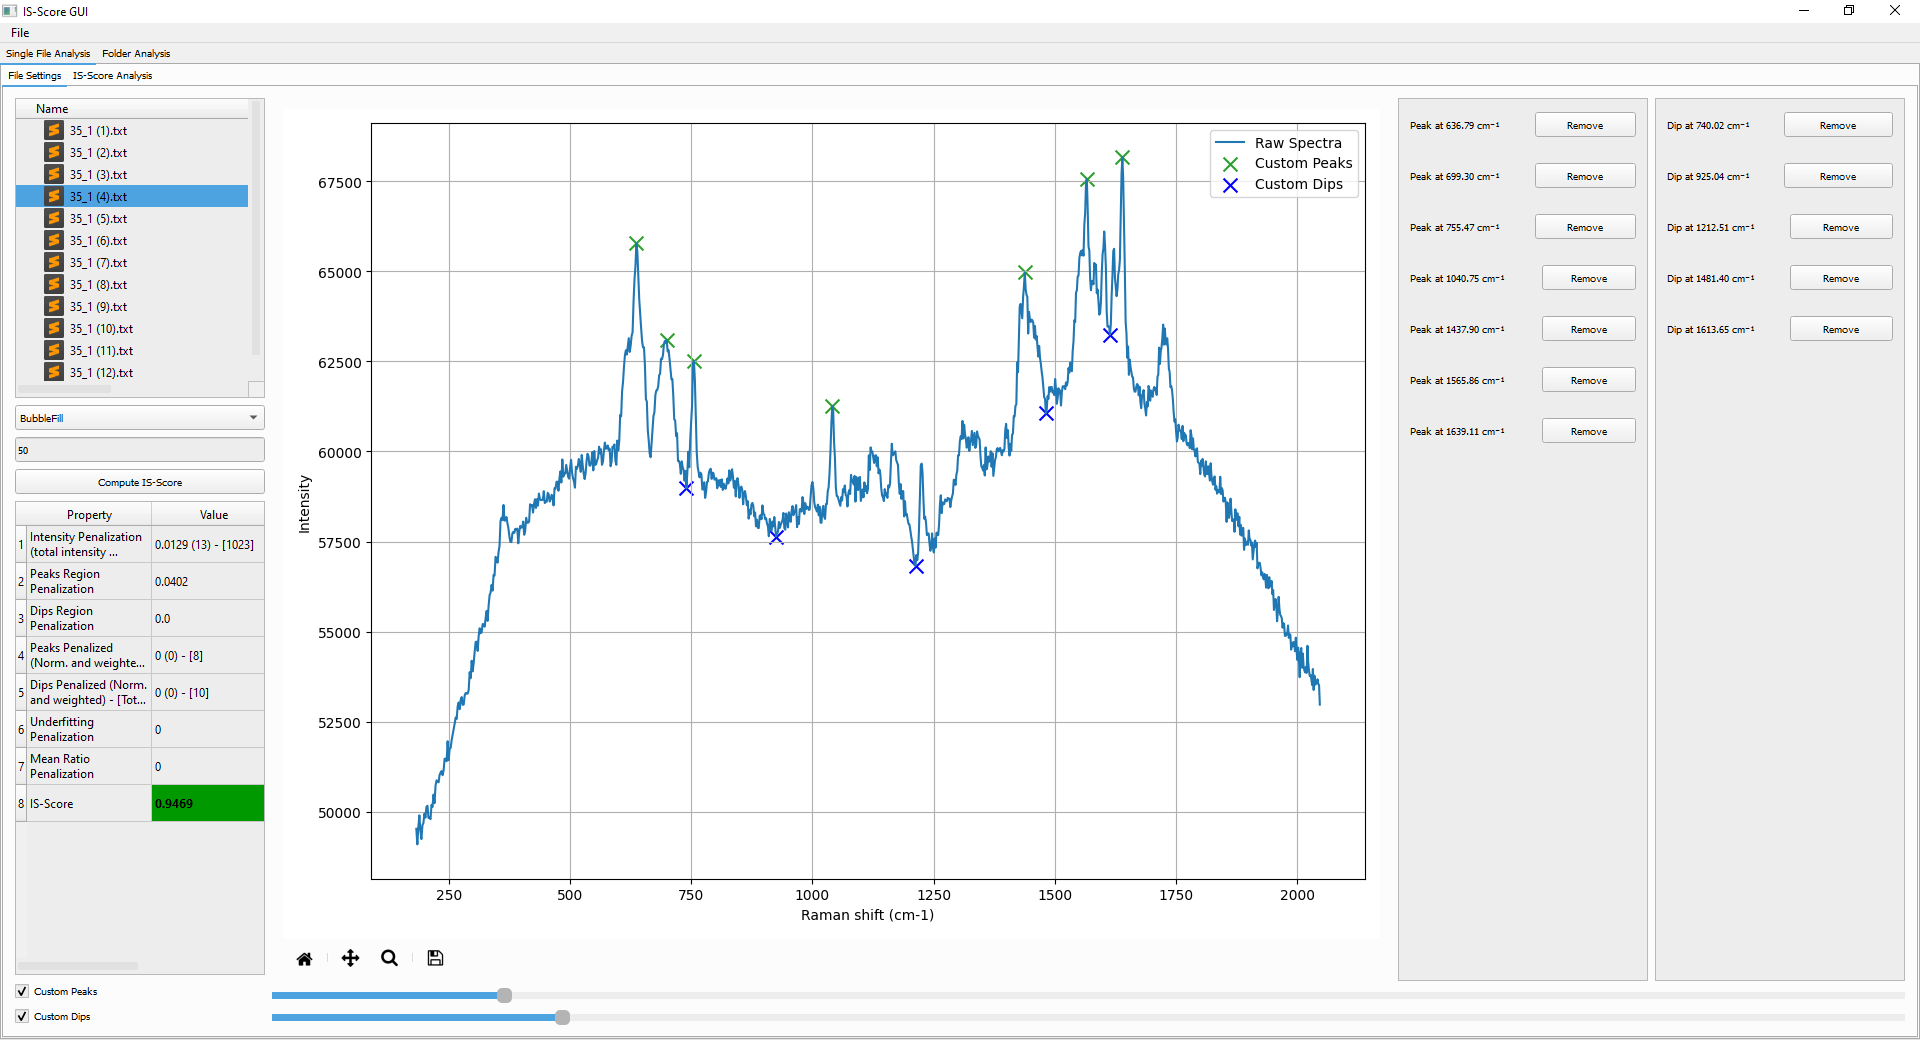 IS-Score GUI
File
Single File Analysis
Folder Analysis
File Settings
IS-Score Analysis
Name
35_1 (1).txt
35_1 (2).txt
35_1 (3).txt
35_1 (4).txt
35_1 (5).txt
35_1 (6).txt
35_1 (7).txt
35_1 (8).txt
35_1 (9).txt
35_1 (10).txt
35_1 (11).txt
35_1 (12).txt
BubbleFill
50
Compute IS-Score
Property Value
1 Intensity Penalization
(total intensity ... 0.0129 (13) - [1023]
2 Peaks Region
Penalization 0.0402
3 Dips Region
Penalization 0.0
4 Peaks Penalized
(Norm. and weighte... 0 (0) - [8]
5 Dips Penalized (Norm.
and weighted) - [Tot... 0 (0) - [10]
6 Underfitting
Penalization 0
7 Mean Ratio
Penalization 0
8 IS-Score 0.9469
Custom Peaks
Custom Dips
Raw Spectra
Custom Peaks
Custom Dips
67500
65000
62500
60000
57500
55000
52500
50000
Intensity
250 500 750 1000 1250 1500 1750 2000
Raman shift (cm-1)
Peak at 636.79 cm⁻¹ Remove
Peak at 699.30 cm⁻¹ Remove
Peak at 755.47 cm⁻¹ Remove
Peak at 1040.75 cm⁻¹ Remove
Peak at 1437.90 cm⁻¹ Remove
Peak at 1565.86 cm⁻¹ Remove
Peak at 1639.11 cm⁻¹ Remove
Dip at 740.02 cm⁻¹ Remove
Dip at 925.04 cm⁻¹ Remove
Dip at 1212.51 cm⁻¹ Remove
Dip at 1481.40 cm⁻¹ Remove
Dip at 1613.65 cm⁻¹ Remove